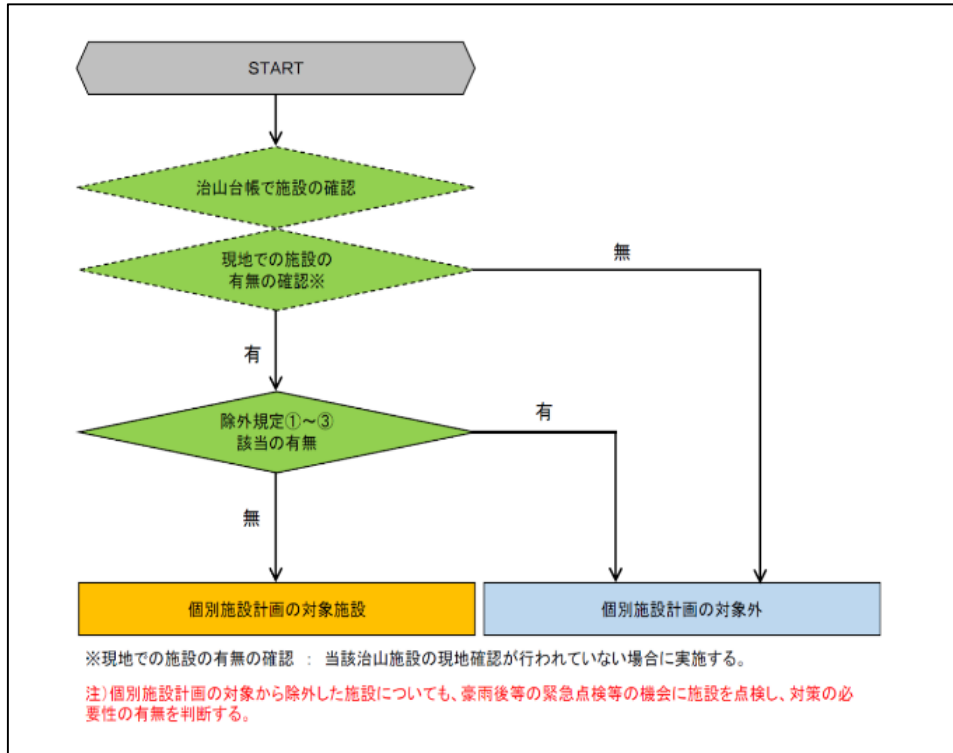 START
治山台帳で施設の確認
現地での施設の
有無の確認※
無
有
除外規定①～③
該当の有無
有
無
個別施設計画の対象施設
個別施設計画の対象外
※現地での施設の有無の確認 ： 当該治山施設の現地確認が行われていない場合に実施する。
注)個別施設計画の対象から除外した施設についても、豪雨後等の緊急点検等の機会に施設を点検し、対策の必
要性の有無を判断する。